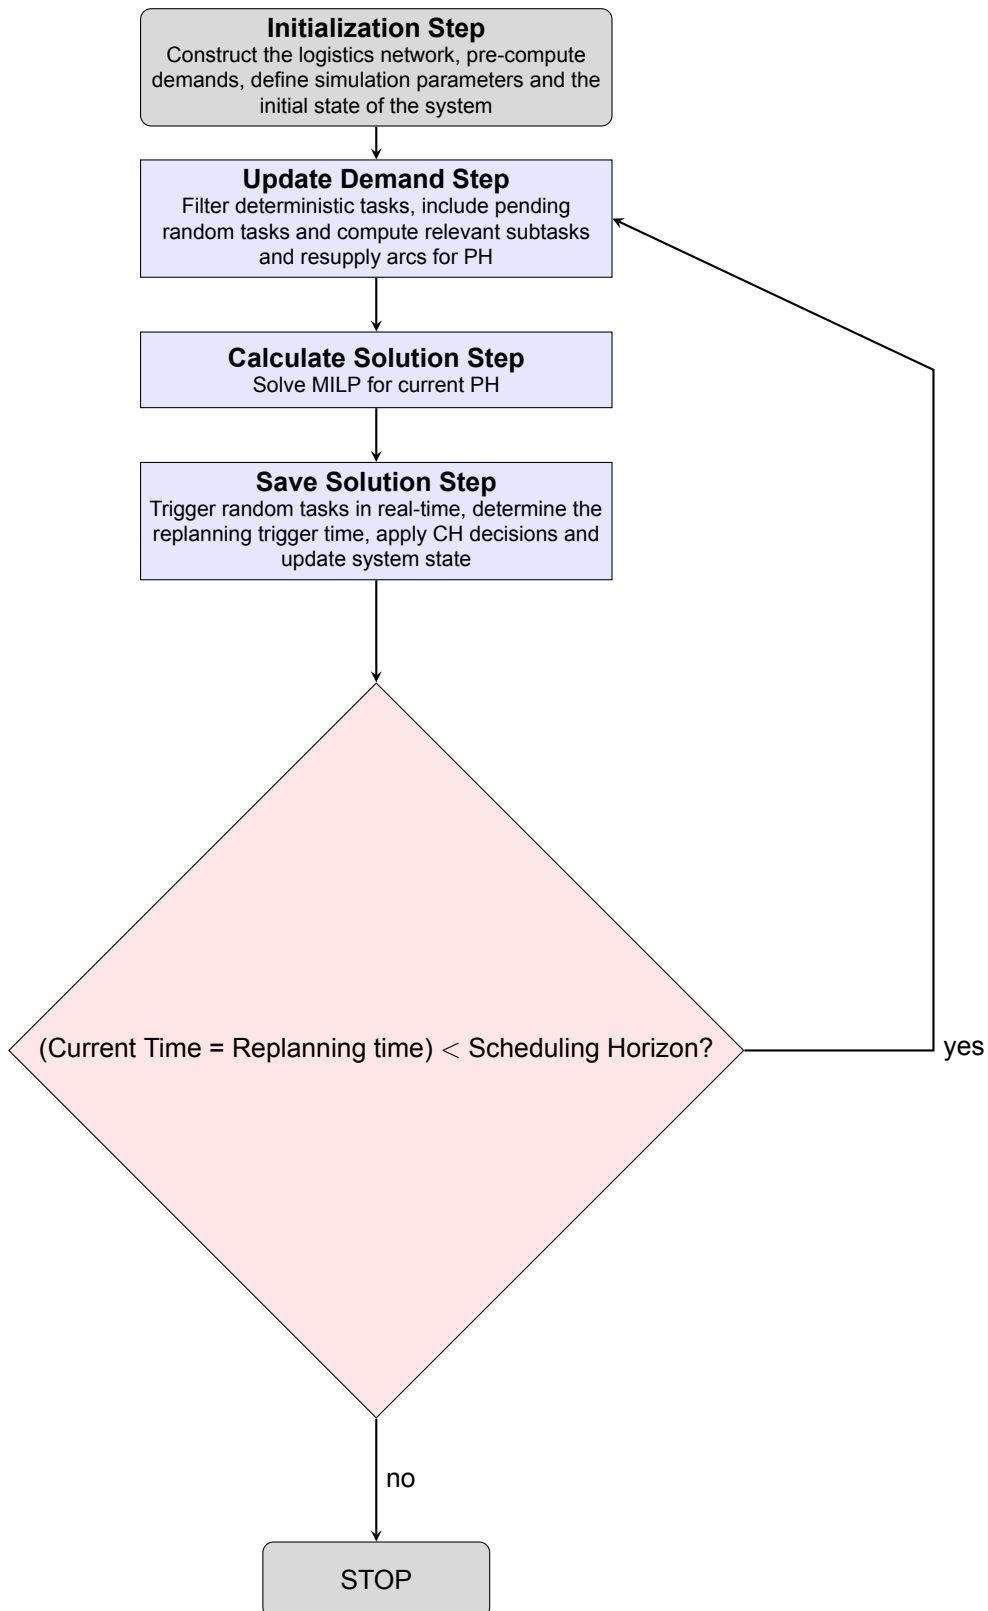 Initialization Step
Construct the logistics network, pre-compute
demands, define simulation parameters and the
initial state of the system
Update Demand Step
Filter deterministic tasks, include pending
random tasks and compute relevant subtasks
and resupply arcs for PH
Calculate Solution Step
Solve MILP for current PH
Save Solution Step
Trigger random tasks in real-time, determine the
replanning trigger time, apply CH decisions and
update system state
(Current Time = Replanning time) < Scheduling Horizon?
yes
no
STOP